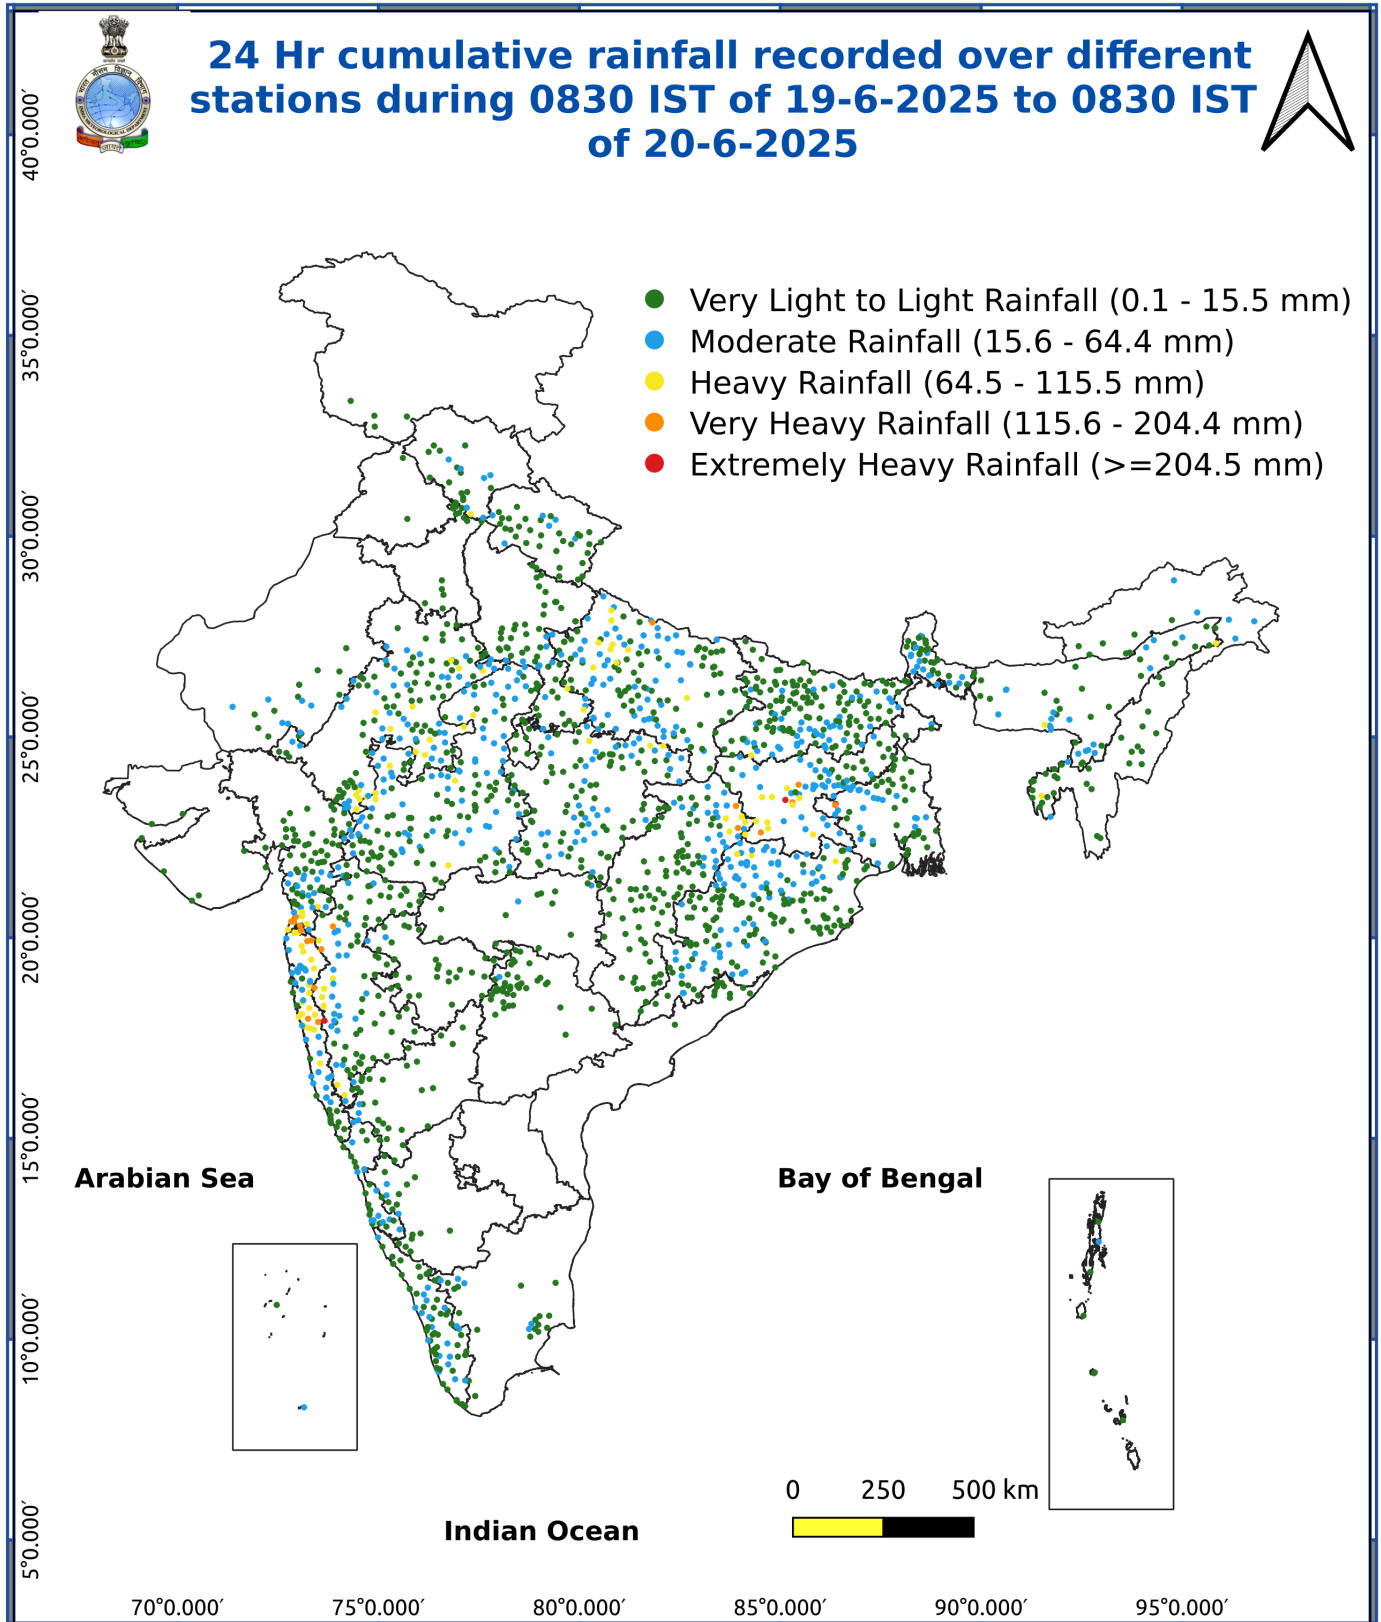 24 Hr cumulative rainfall recorded over different
stations during 0830 IST of 19-6-2025 to 0830 IST
of 20-6-2025
Very Light to Light Rainfall (0.1 - 15.5 mm)
Moderate Rainfall (15.6 - 64.4 mm)
Heavy Rainfall (64.5 - 115.5 mm)
Very Heavy Rainfall (115.6 - 204.4 mm)
Extremely Heavy Rainfall (>=204.5 mm)
40°0.000′
35°0.000′
30°0.000′
25°0.000′
20°0.000′
15°0.000′
10°0.000′
5°0.000′
Arabian Sea
Bay of Bengal
Indian Ocean
0 250 500 km
70°0.000′ 75°0.000′ 80°0.000′ 85°0.000′ 90°0.000′ 95°0.000′